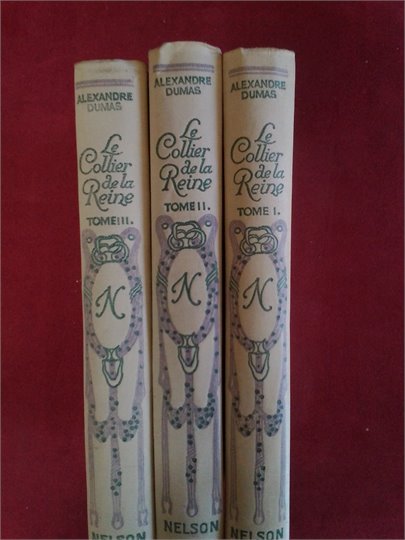 ALEXANDRE
DUMAS
Le
Collier
de la
Reine
TOME III.
N
NELSON
ALEXANDRE
DUMAS
Le
Collier
de la
Reine
TOME II.
N
NELSON
ALEXANDRE
DUMAS
Le
Collier
de la
Reine
TOME I.
N
NELSON